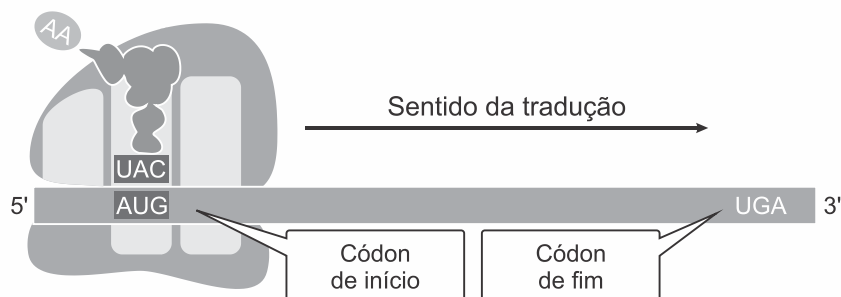 AA
Sentido da tradução
UAC
5' AUG UGA 3'
Códon
de início
Códon
de fim